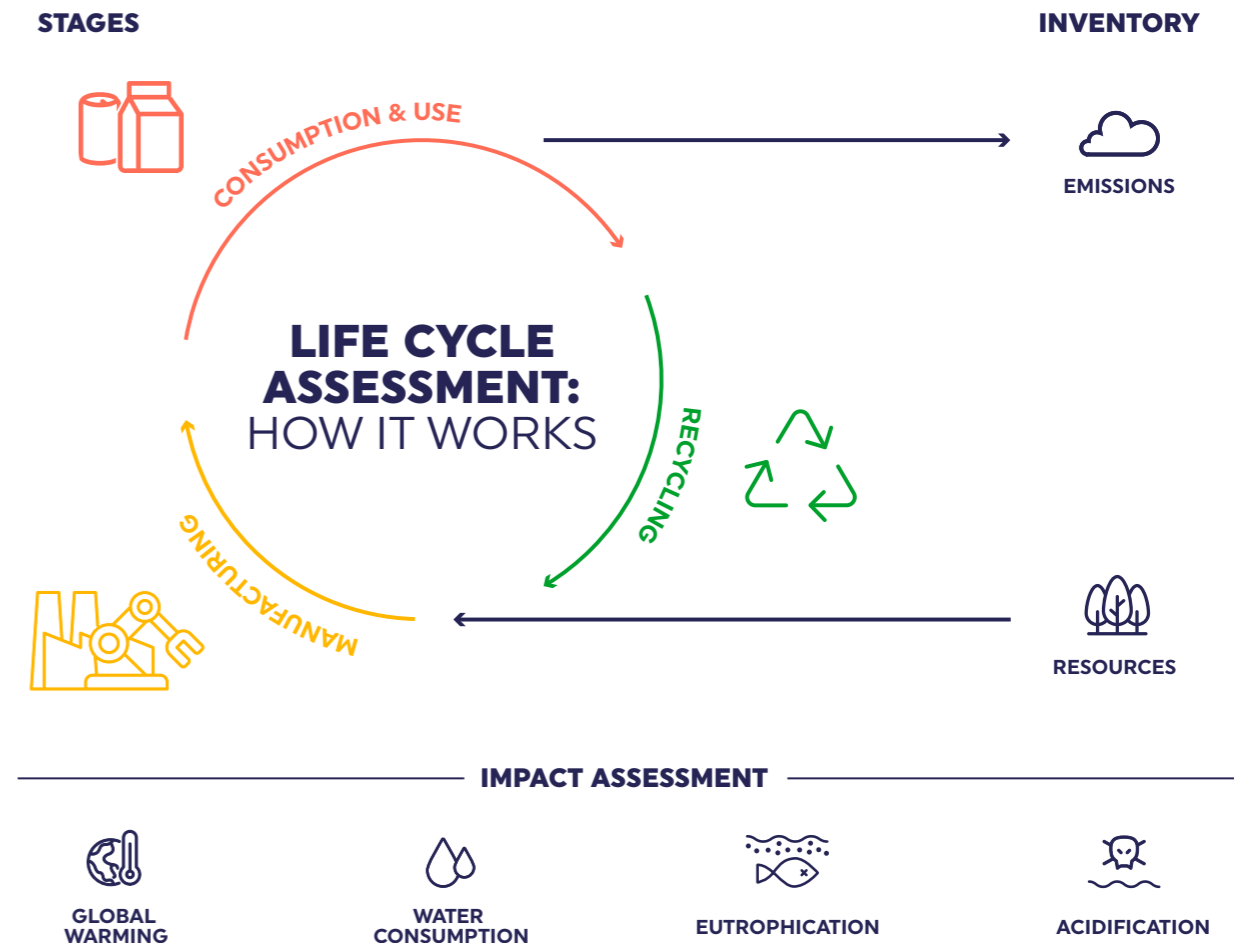 STAGES
INVENTORY
CONSUMPTION & USE
EMISSIONS
LIFE CYCLE
ASSESSMENT:
HOW IT WORKS
RECYCLING
MANUFACTURING
RESOURCES
IMPACT ASSESSMENT
GLOBAL
WARMING
WATER
CONSUMPTION
EUTROPHICATION
ACIDIFICATION